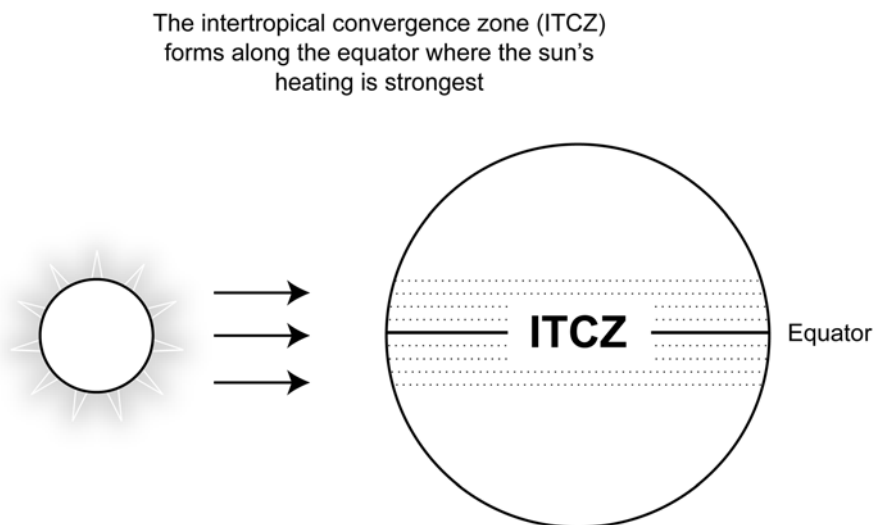 The intertropical convergence zone (ITCZ)
forms along the equator where the sun's
heating is strongest
ITCZ
Equator